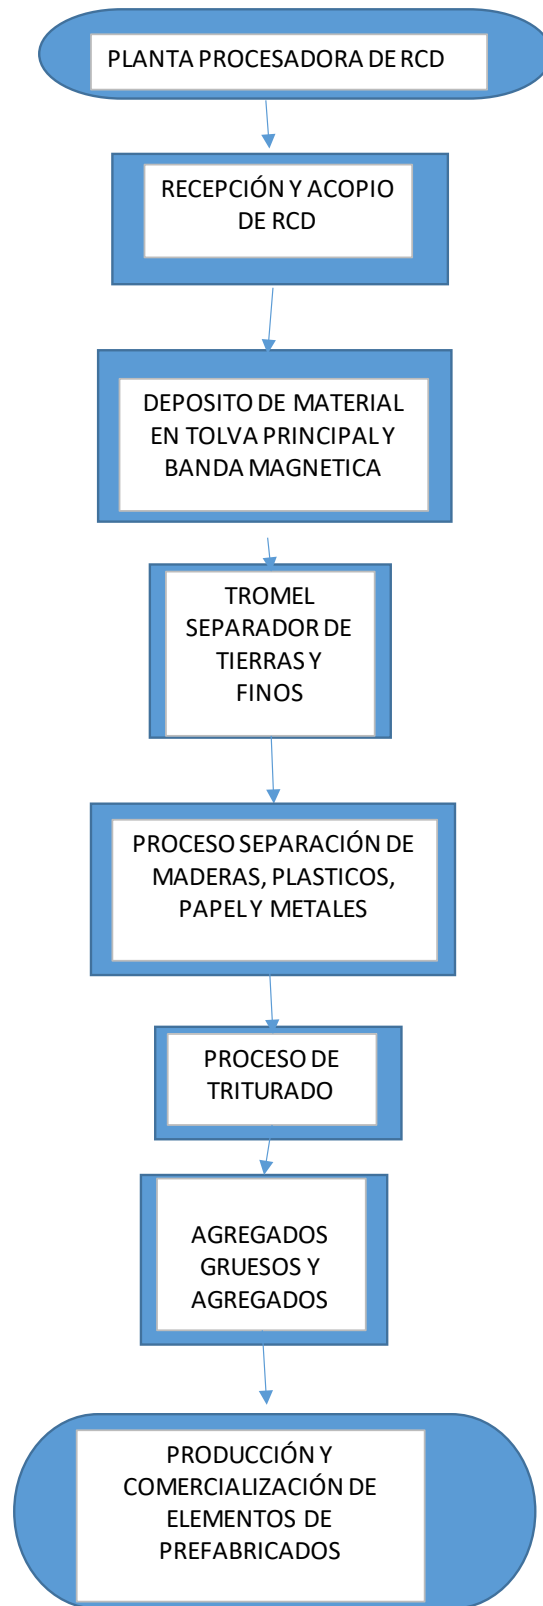 PLANTA PROCESADORA DE RCD
RECEPCIÓN Y ACOPIO
DE RCD
DEPOSITO DE MATERIAL
EN TOLVA PRINCIPAL Y
BANDA MAGNETICA
TROMEL
SEPARADOR DE
TIERRAS Y
FINOS
PROCESO SEPARACIÓN DE
MADERAS, PLASTICOS,
PAPEL Y METALES
PROCESO DE
TRITURADO
AGREGADOS
GRUESOS Y
AGREGADOS
PRODUCCIÓN Y
COMERCIALIZACIÓN DE
ELEMENTOS DE
PREFABRICADOS